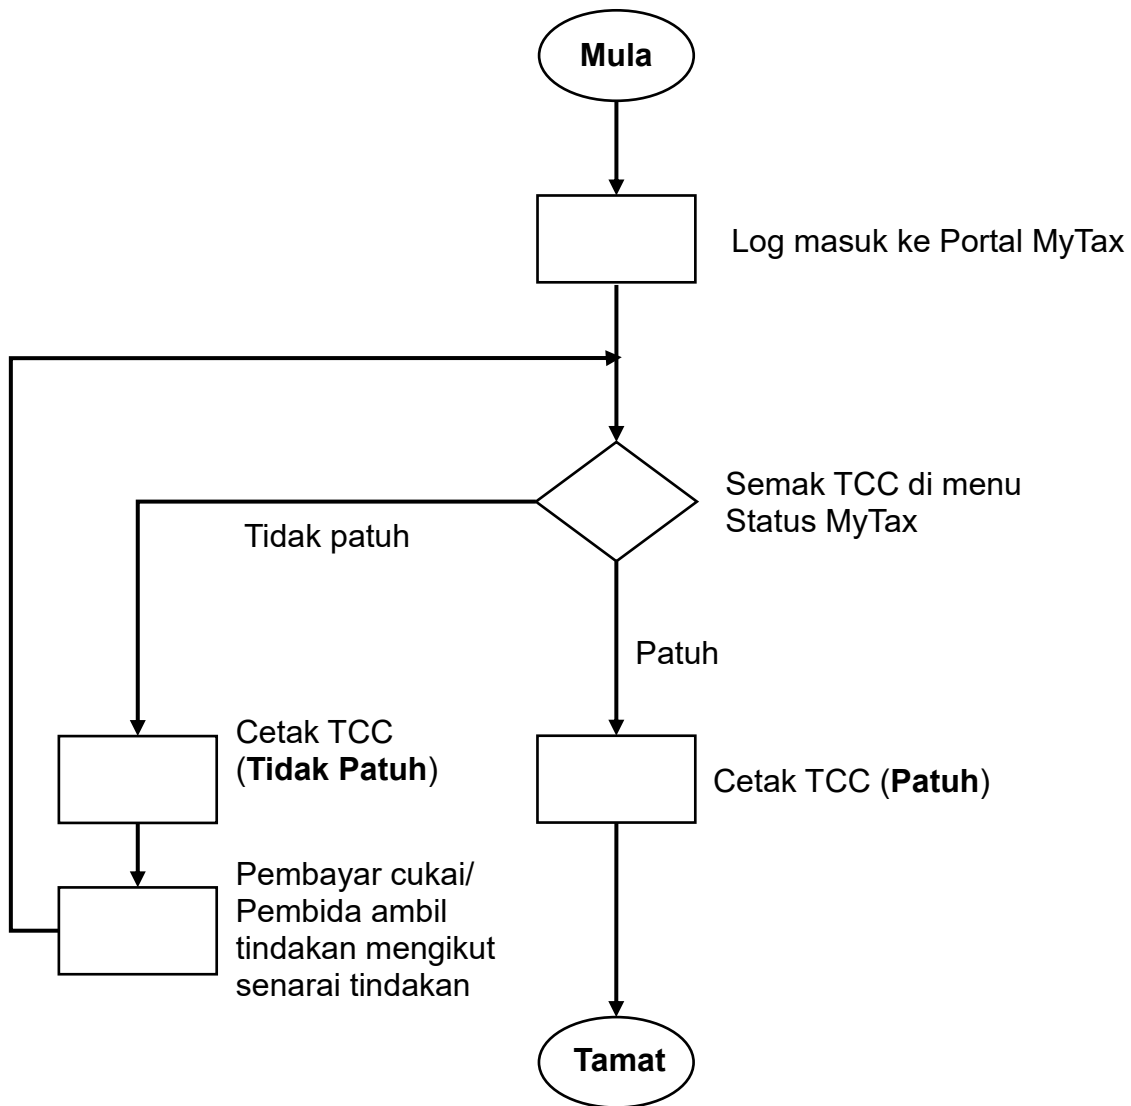 Mula
Log masuk ke Portal MyTax
Semak TCC di menu
Status MyTax
Tidak patuh
Patuh
Cetak TCC
(Tidak Patuh)
Cetak TCC (Patuh)
Pembayar cukai/
Pembida ambil
tindakan mengikut
senarai tindakan
Tamat